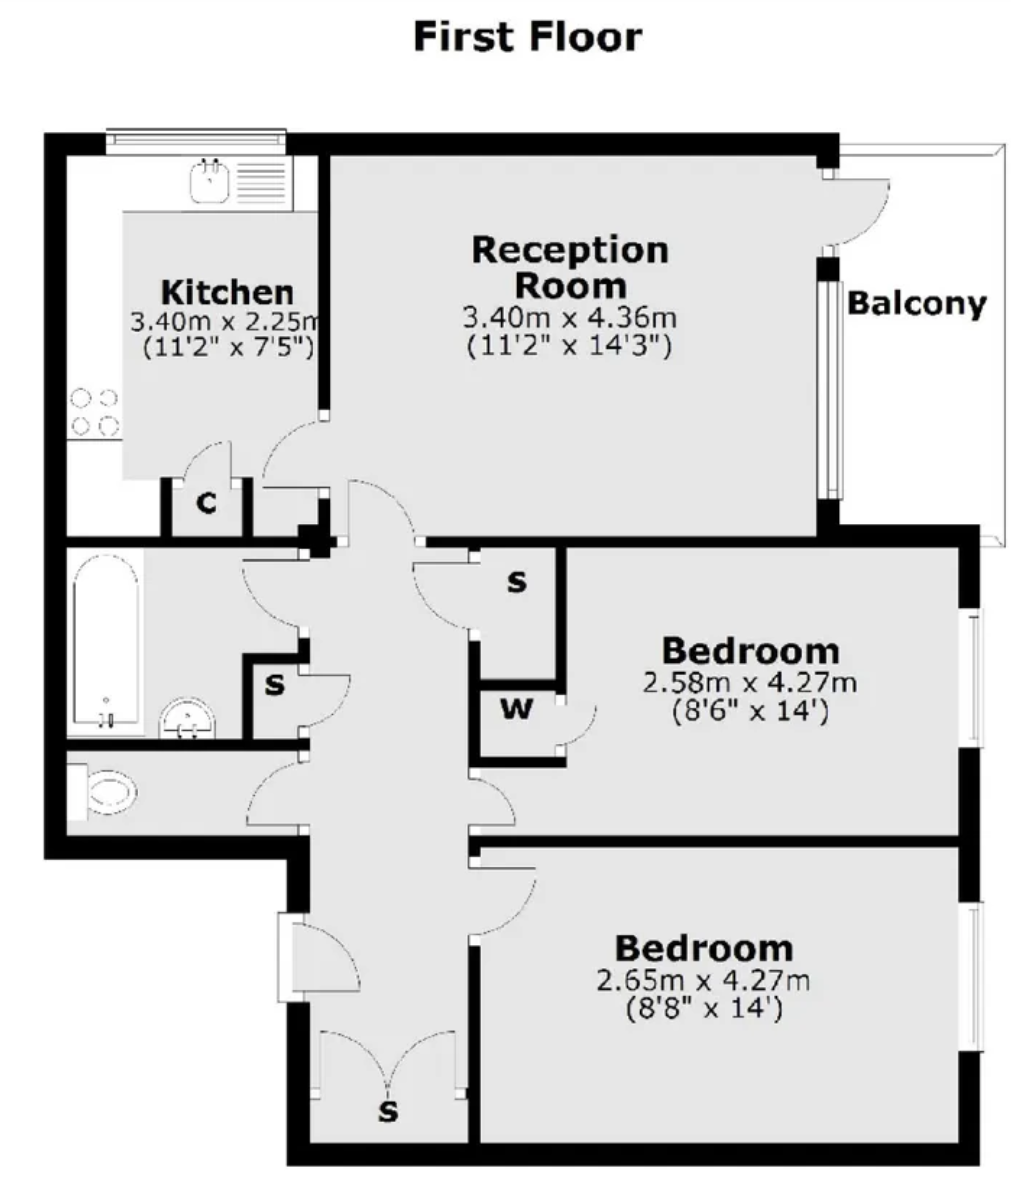 First Floor
Kitchen
3.40m x 2.25m
(11'2" x 7'5")
Reception
Room
3.40m x 4.36m
(11'2" x 14'3")
Balcony
C
S
S
W
Bedroom
2.58m x 4.27m
(8'6" x 14')
Bedroom
2.65m x 4.27m
(8'8" x 14')
S